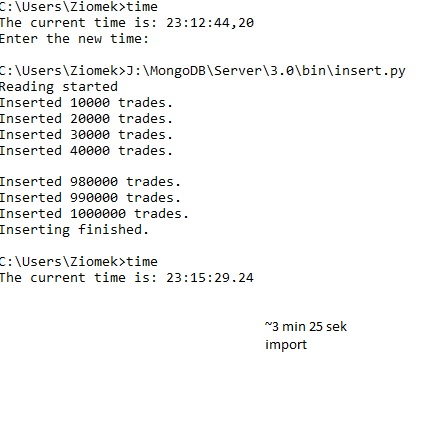 C:\Users\Ziomek>time
The current time is: 23:12:44,20
Enter the new time:
C:\Users\Ziomek>J:\MongoDB\Server\3.0\bin\insert.py
Reading started
Inserted 10000 trades.
Inserted 20000 trades.
Inserted 30000 trades.
Inserted 40000 trades.
Inserted 980000 trades.
Inserted 990000 trades.
Inserted 1000000 trades.
Inserting finished.
C:\Users\Ziomek>time
The current time is: 23:15:29.24
~3 min 25 sek
import